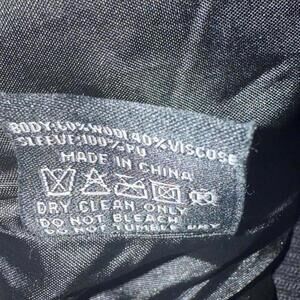 BODY:60%WOOL40%VISCOSE
SLEEVE:100%PU
MADE IN CHINA
DRY CLEAN ONLY
DO NOT BLEACH
DO NOT TUMBLE DRY